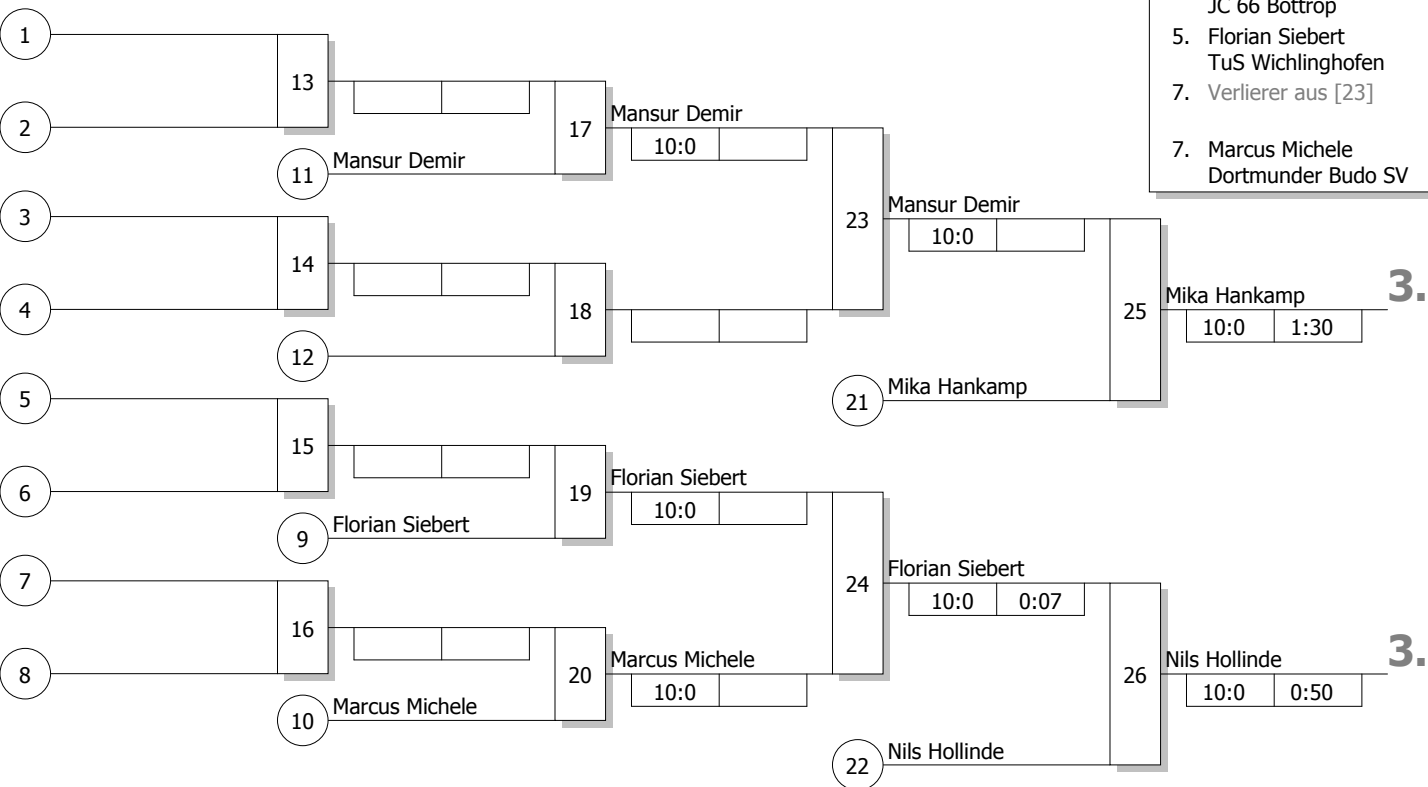 JC 66 Bottrop
5. Florian Siebert
TuS Wichlinghofen
7. Verlierer aus [23]
7. Marcus Michele
Dortmunder Budo SV
1
13
2
17
Mansur Demir
10:0
11
Mansur Demir
3
23
Mansur Demir
10:0
14
4
18
25
Mika Hankamp
3.
10:0 1:30
12
5
21
Mika Hankamp
15
6
19
Florian Siebert
10:0
9
Florian Siebert
7
24
Florian Siebert
10:0 0:07
16
8
20
Marcus Michele
10:0
26
Nils Hollinde
3.
10:0 0:50
10
Marcus Michele
22
Nils Hollinde